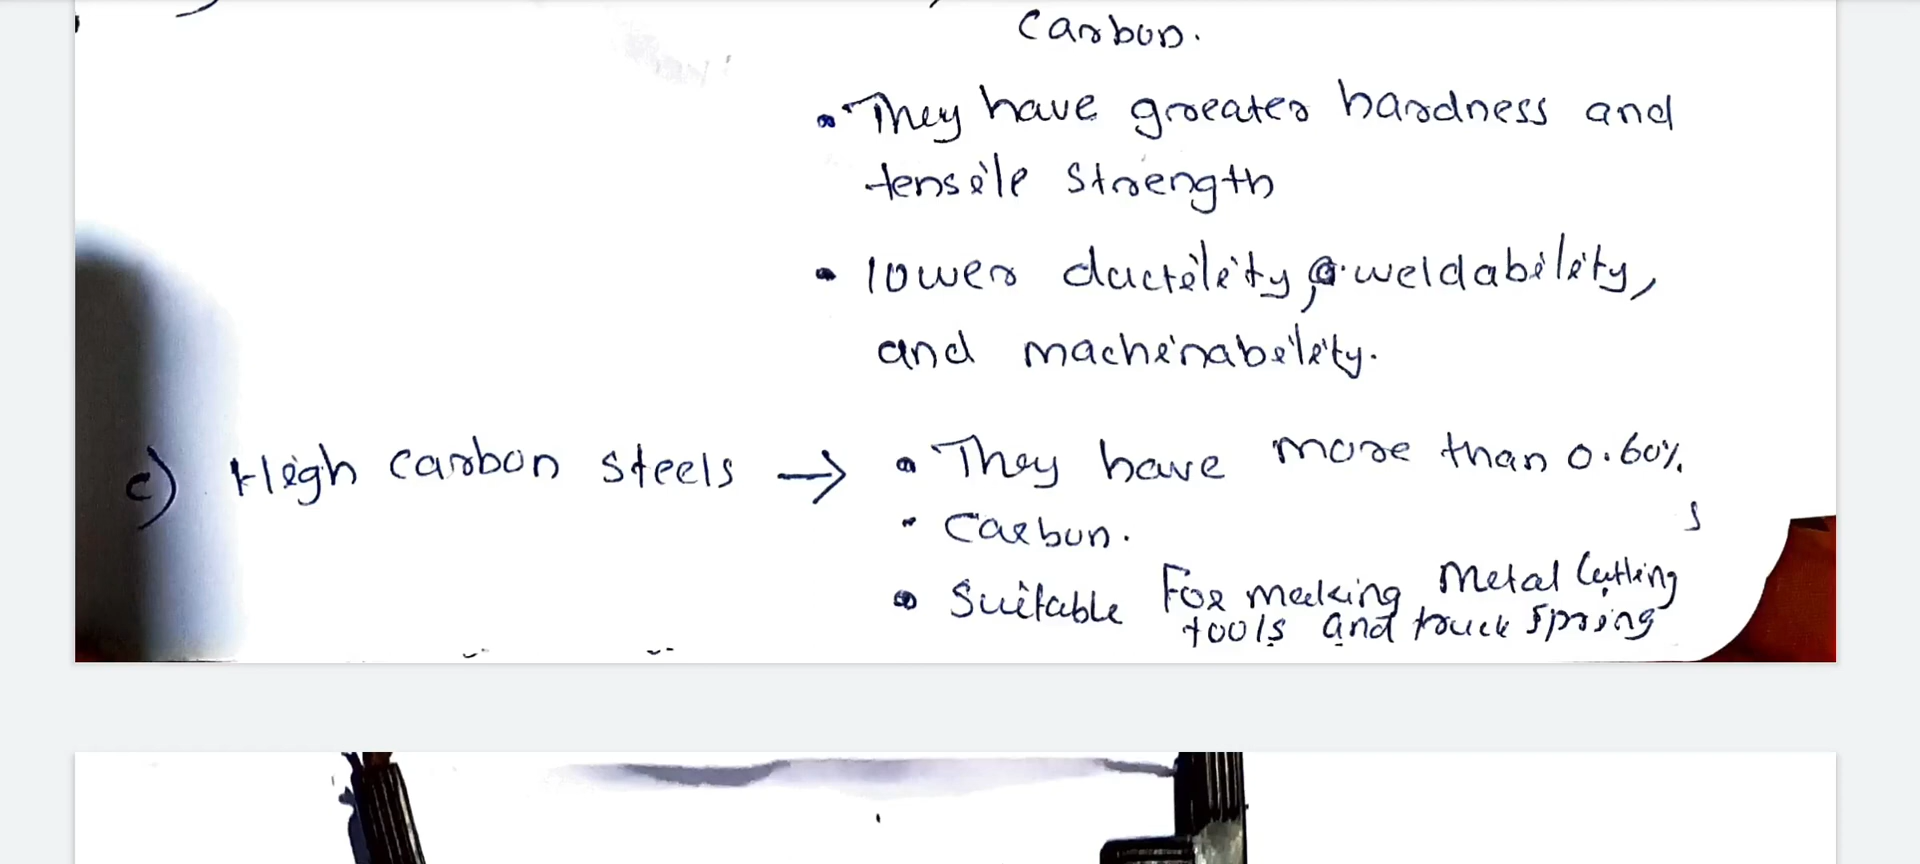 Carbon.
• They have greater hardness and
tensile strength
• lower ductility, weldability,
and machinability.
c) High carbon steels → • They have more than 0.60%
• Carbon.
• Suitable For making Metal Cutting
tools and truck spring